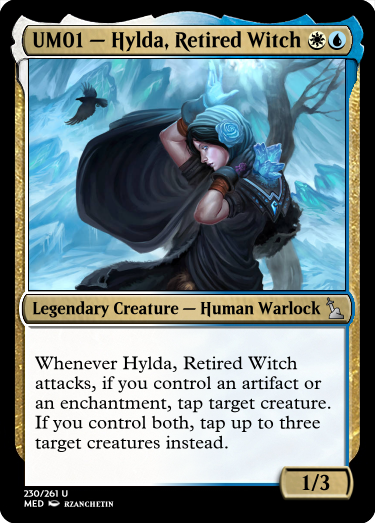 UM01 — Hylda, Retired Witch
Legendary Creature — Human Warlock
Whenever Hylda, Retired Witch
attacks, if you control an artifact or
an enchantment, tap target creature.
If you control both, tap up to three
target creatures instead.
1/3
230/261 U
MED RZANCHETIN